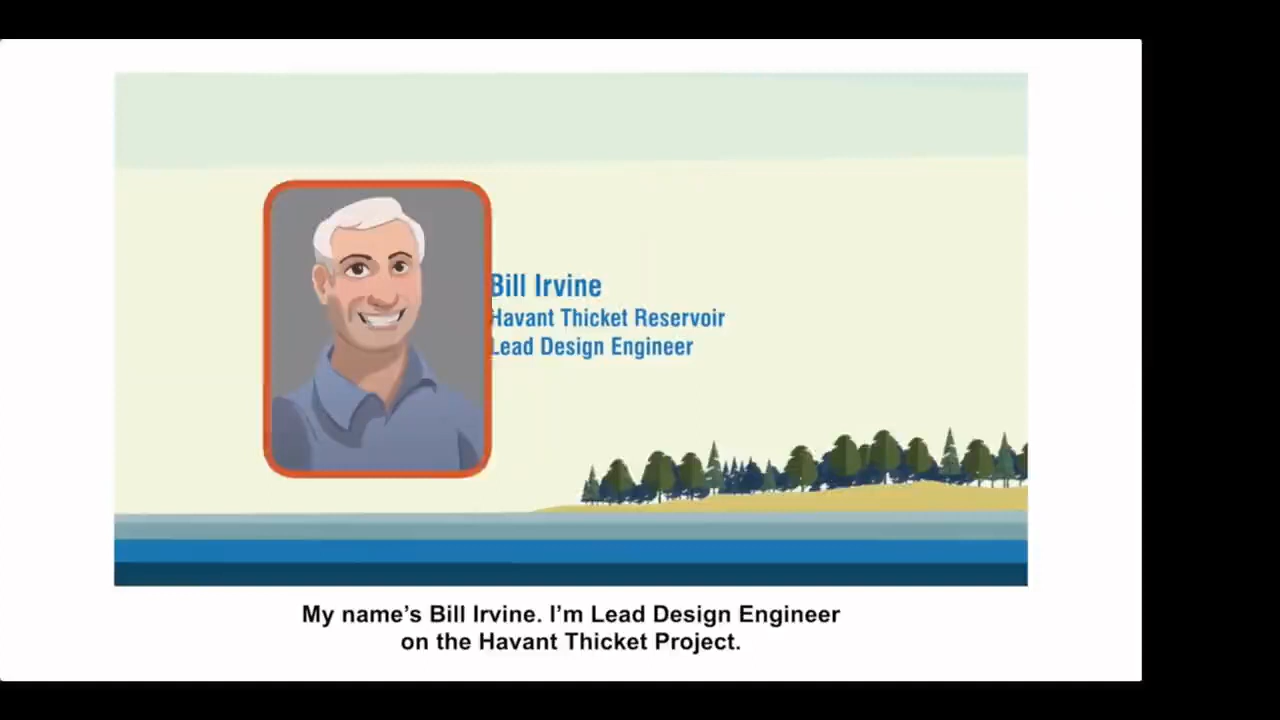 Bill Irvine
Havant Thicket Reservoir
Lead Design Engineer
My name’s Bill Irvine. I’m Lead Design Engineer
on the Havant Thicket Project.